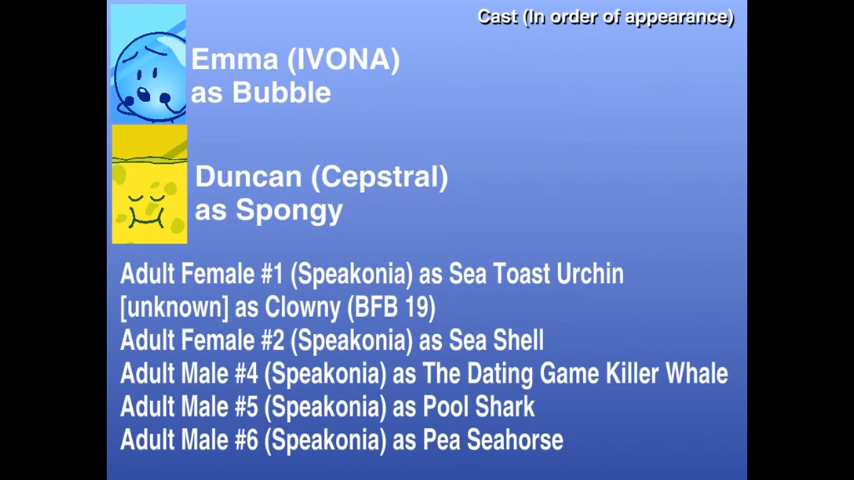 Cast (In order of appearance)
Emma (IVONA)
as Bubble
Duncan (Cepstral)
as Spongy
Adult Female #1 (Speakonia) as Sea Toast Urchin
[unknown] as Clowny (BFB 19)
Adult Female #2 (Speakonia) as Sea Shell
Adult Male #4 (Speakonia) as The Dating Game Killer Whale
Adult Male #5 (Speakonia) as Pool Shark
Adult Male #6 (Speakonia) as Pea Seahorse